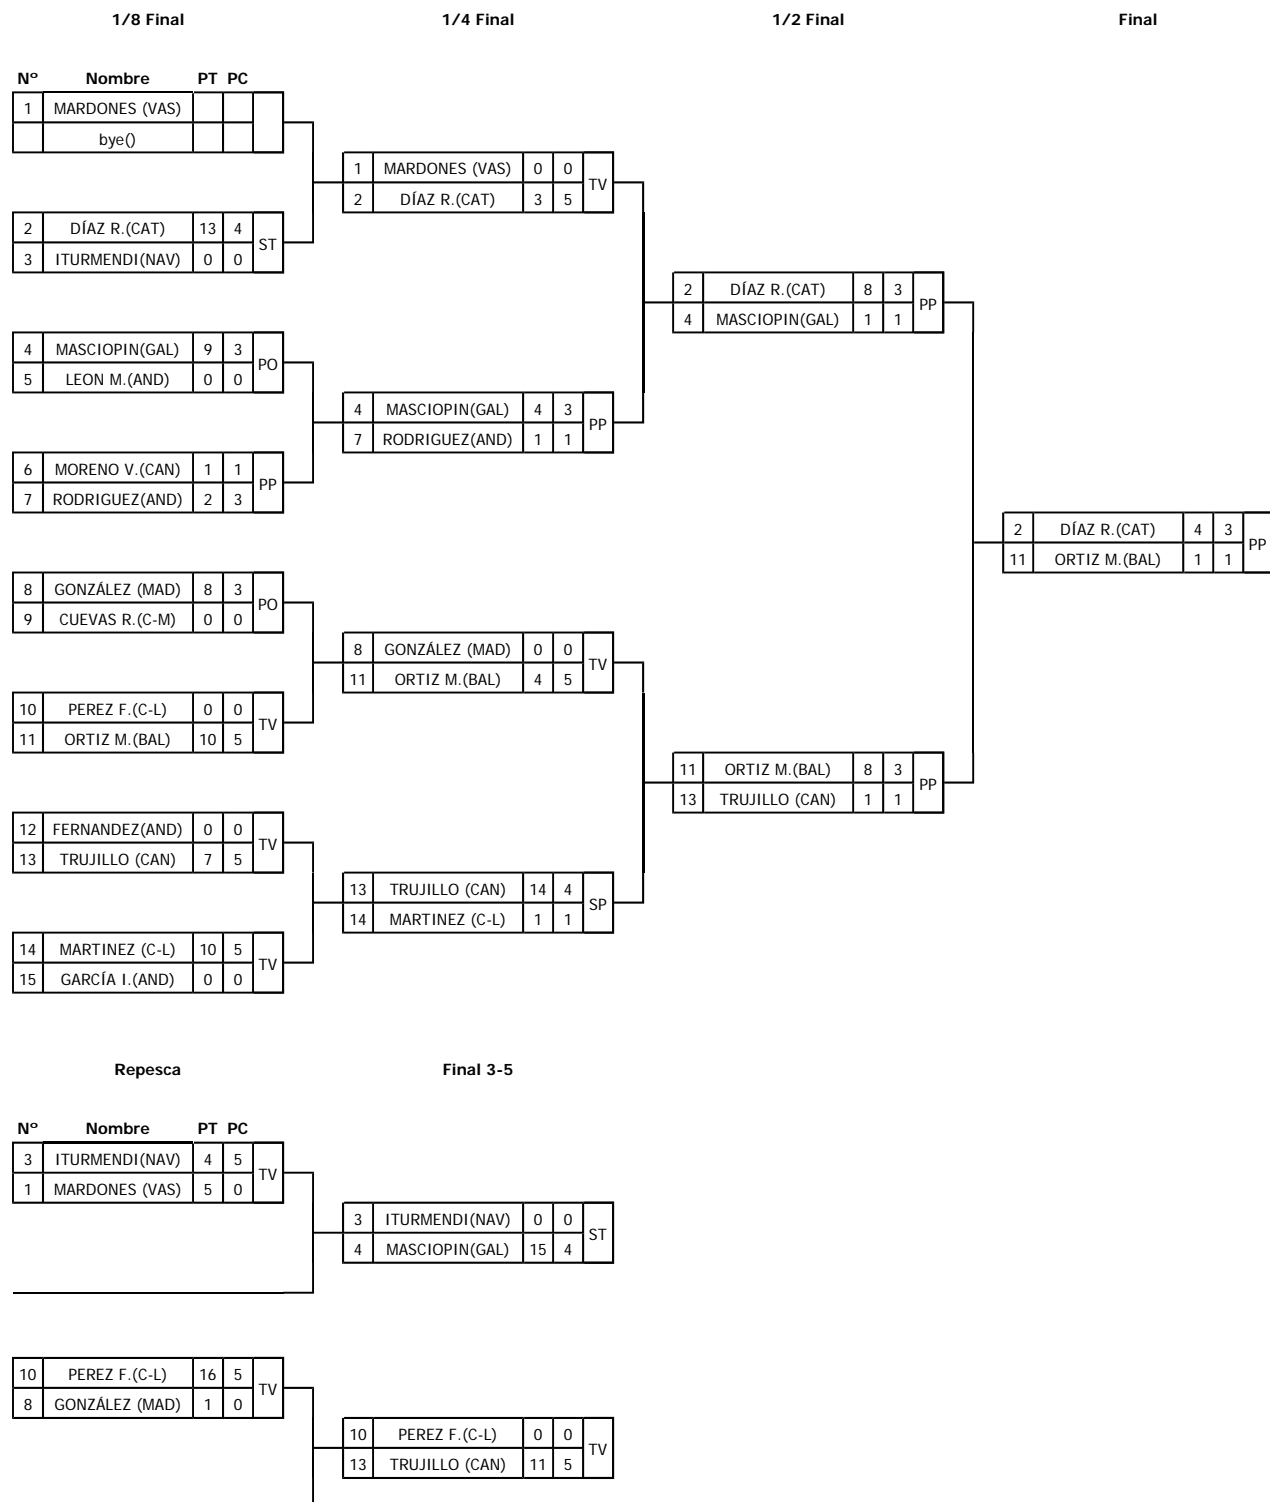 1/8 Final 1/4 Final 1/2 Final Final
Nº Nombre PT PC
1 MARDONES (VAS)
bye()
1 MARDONES (VAS) 0 0 TV
2 DÍAZ R.(CAT) 3 5
2 DÍAZ R.(CAT) 13 4 ST
3 ITURMENDI(NAV) 0 0
2 DÍAZ R.(CAT) 8 3 PP
4 MASCIOPIN(GAL) 1 1
4 MASCIOPIN(GAL) 9 3 PO
5 LEON M.(AND) 0 0
4 MASCIOPIN(GAL) 4 3 PP
7 RODRIGUEZ(AND) 1 1
6 MORENO V.(CAN) 1 1 PP
7 RODRIGUEZ(AND) 2 3
2 DÍAZ R.(CAT) 4 3 PP
11 ORTIZ M.(BAL) 1 1
8 GONZÁLEZ (MAD) 8 3 PO
9 CUEVAS R.(C-M) 0 0
8 GONZÁLEZ (MAD) 0 0 TV
11 ORTIZ M.(BAL) 4 5
10 PEREZ F.(C-L) 0 0 TV
11 ORTIZ M.(BAL) 10 5
11 ORTIZ M.(BAL) 8 3 PP
13 TRUJILLO (CAN) 1 1
12 FERNANDEZ(AND) 0 0 TV
13 TRUJILLO (CAN) 7 5
13 TRUJILLO (CAN) 14 4 SP
14 MARTINEZ (C-L) 1 1
14 MARTINEZ (C-L) 10 5 TV
15 GARCÍA I.(AND) 0 0
Repesca Final 3-5
Nº Nombre PT PC
3 ITURMENDI(NAV) 4 5 TV
1 MARDONES (VAS) 5 0
3 ITURMENDI(NAV) 0 0 ST
4 MASCIOPIN(GAL) 15 4
10 PEREZ F.(C-L) 16 5 TV
8 GONZÁLEZ (MAD) 1 0
10 PEREZ F.(C-L) 0 0 TV
13 TRUJILLO (CAN) 11 5